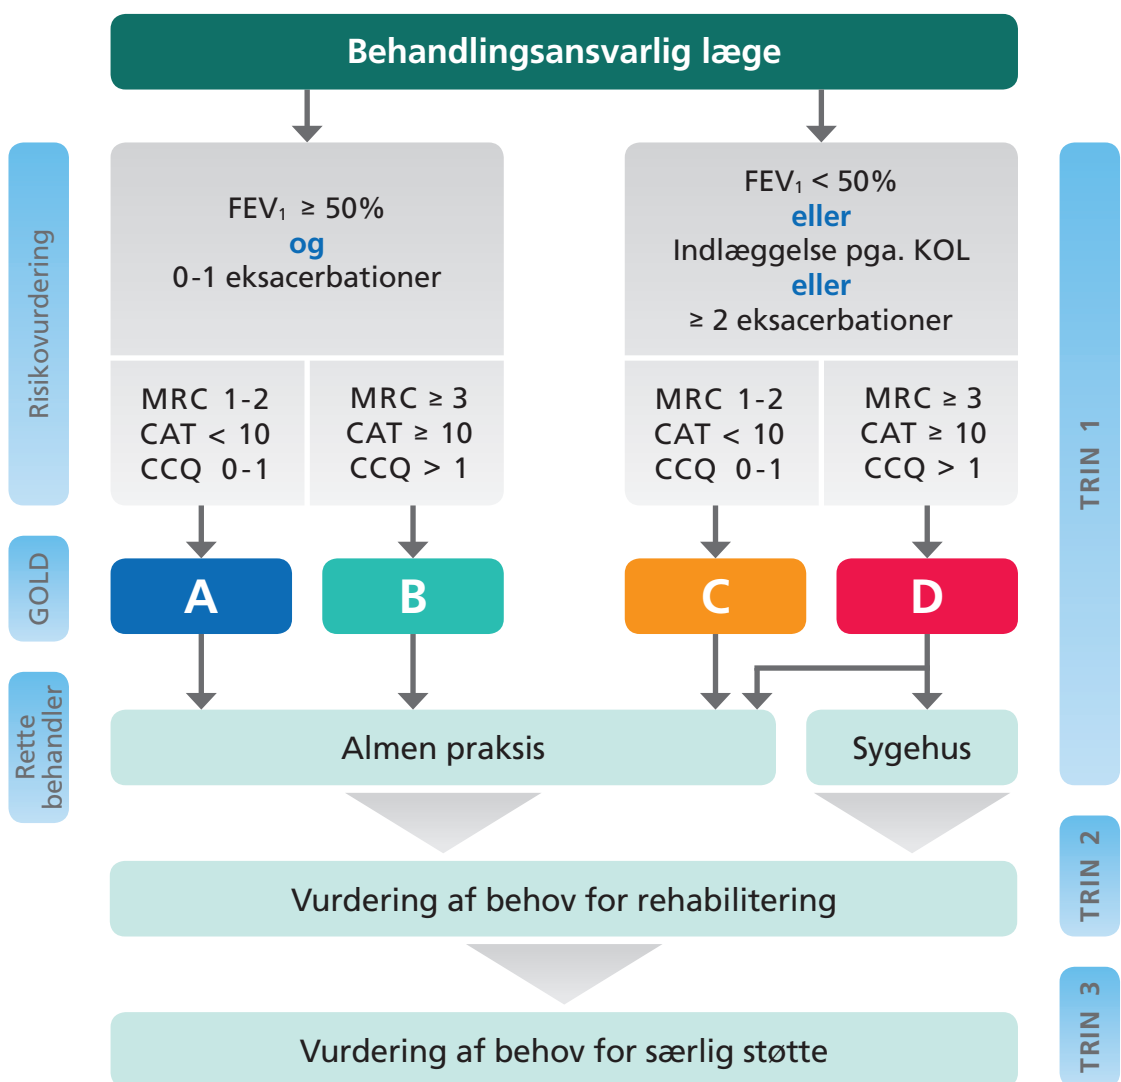 Behandlingsansvarlig læge
Risikovurdering
FEV₁ ≥ 50%
og
0-1 eksacerbationer
FEV₁ < 50%
eller
Indlæggelse pga. KOL
eller
≥ 2 eksacerbationer
MRC 1-2
CAT < 10
CCQ 0-1
MRC ≥ 3
CAT ≥ 10
CCQ > 1
MRC 1-2
CAT < 10
CCQ 0-1
MRC ≥ 3
CAT ≥ 10
CCQ > 1
TRIN 1
GOLD
A
B
C
D
Rette
behandler
Almen praksis
Sygehus
Vurdering af behov for rehabilitering
TRIN 2
Vurdering af behov for særlig støtte
TRIN 3